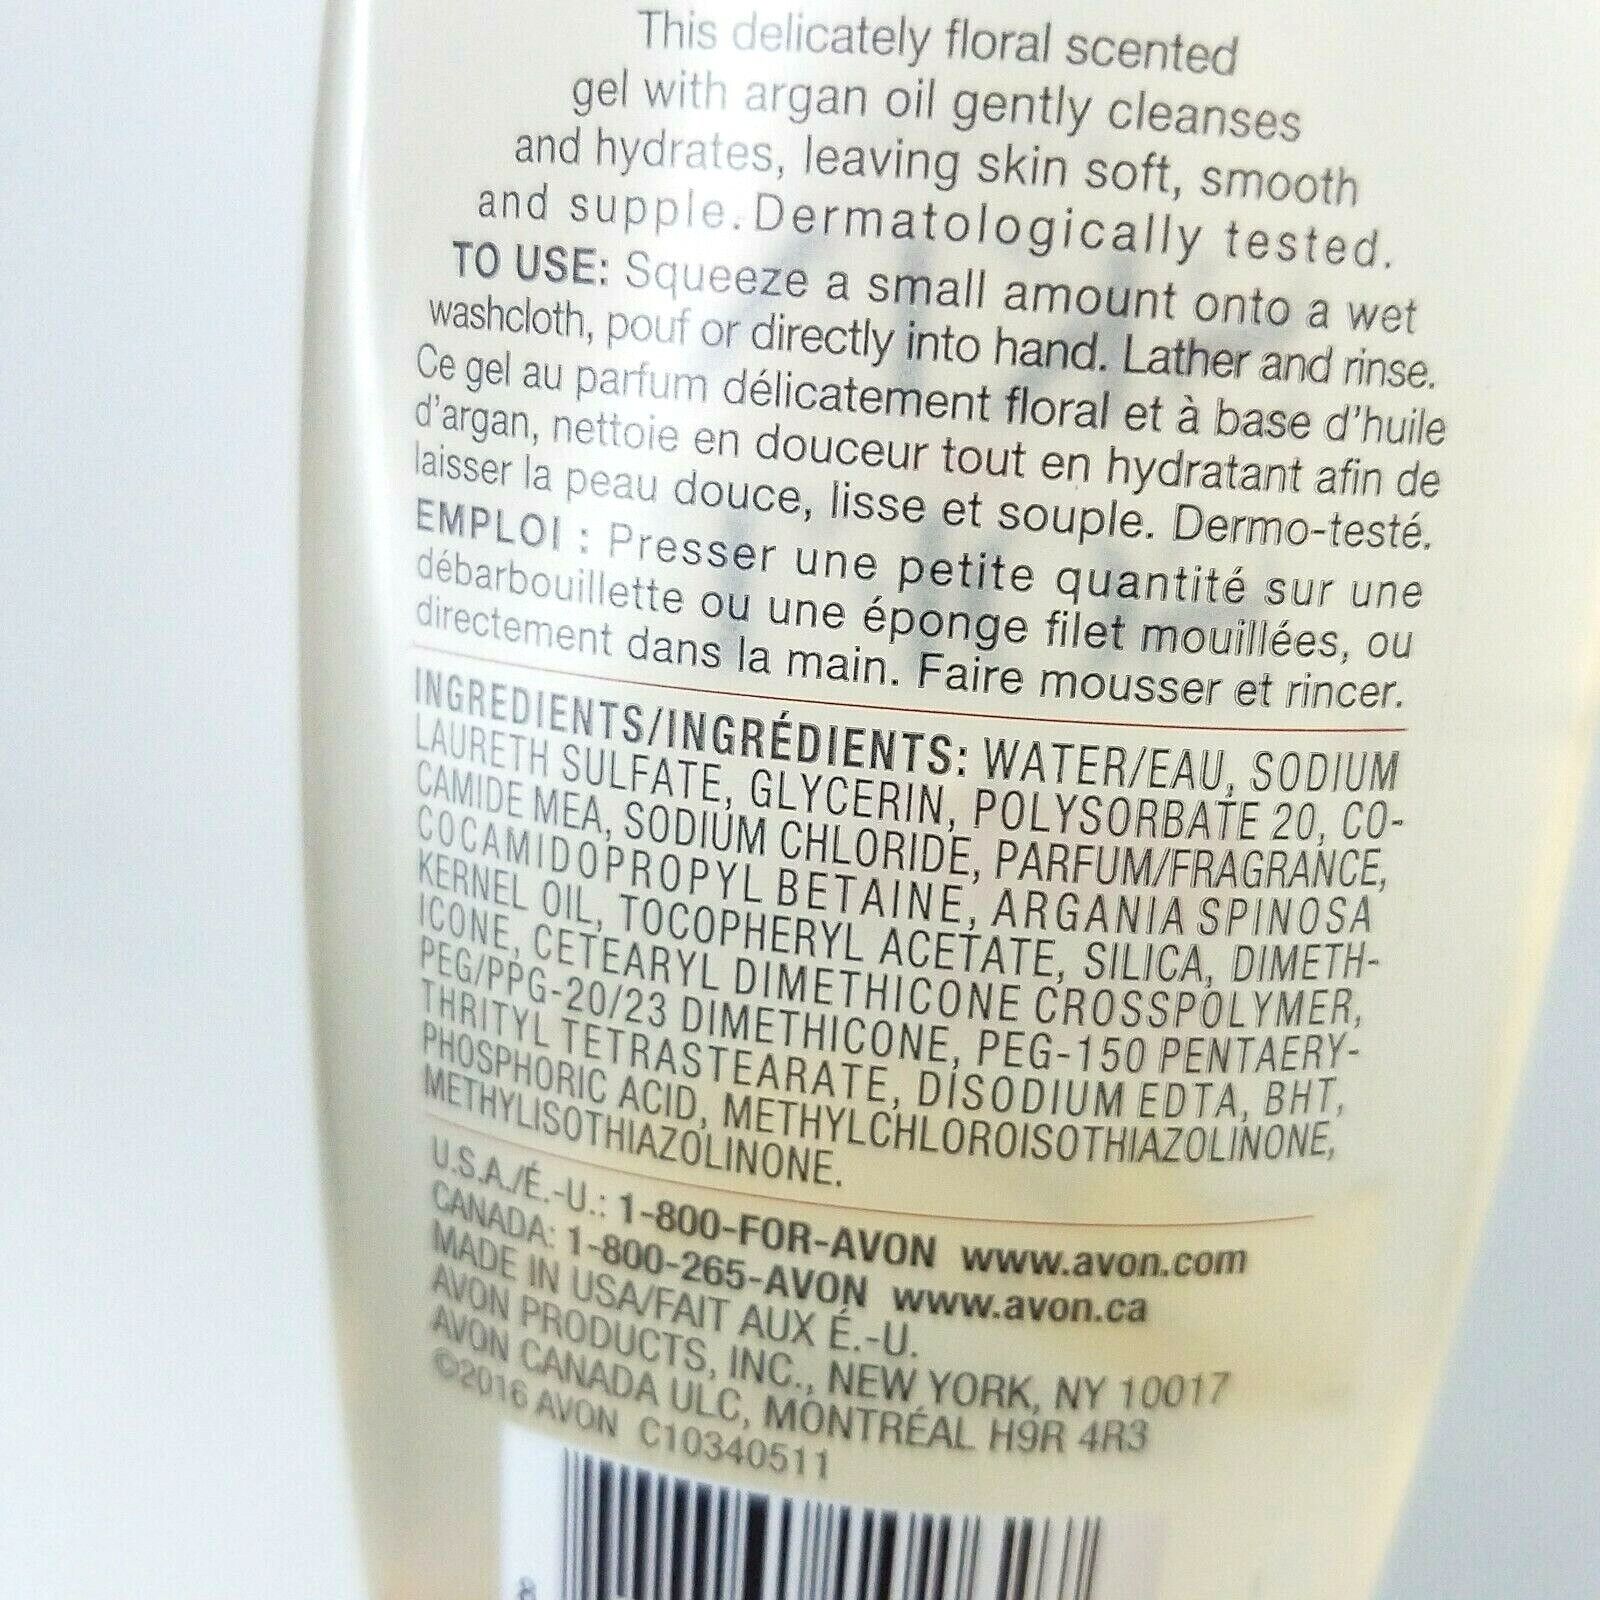 This delicately floral scented
gel with argan oil gently cleanses
and hydrates, leaving skin soft, smooth
and supple. Dermatologically tested.
TO USE: Squeeze a small amount onto a wet
washcloth, pouf or directly into hand. Lather and rinse.
Ce gel au parfum délicatement floral et à base d'huile
d'argan, nettoie en douceur tout en hydratant afin de
laisser la peau douce, lisse et souple. Dermo-testé.
EMPLOI : Presser une petite quantité sur une
débarbouillette ou une éponge filet mouillées, ou
directement dans la main. Faire mousser et rincer.
INGREDIENTS/INGRÉDIENTS: WATER/EAU, SODIUM
LAURETH SULFATE, GLYCERIN, POLYSORBATE 20, CO-
CAMIDE MEA, SODIUM CHLORIDE, PARFUM/FRAGRANCE,
COCAMIDOPROPYL BETAINE, ARGANIA SPINOSA
KERNEL OIL, TOCOPHERYL ACETATE, SILICA, DIMETH-
ICONE, CETEARYL DIMETHICONE CROSSPOLYMER,
PEG/PPG-20/23 DIMETHICONE, PEG-150 PENTAERY-
THRITYL TETRASTEARATE, DISODIUM EDTA, BHT,
PHOSPHORIC ACID, METHYLCHLOROISOTHIAZOLINONE,
METHYLISOTHIAZOLINONE.
U.S.A./É.-U.: 1-800-FOR-AVON www.avon.com
CANADA: 1-800-265-AVON www.avon.ca
MADE IN USA/FAIT AUX É.-U.
AVON PRODUCTS, INC., NEW YORK, NY 10017
AVON CANADA ULC, MONTRÉAL H9R 4R3
©2016 AVON C10340511
8